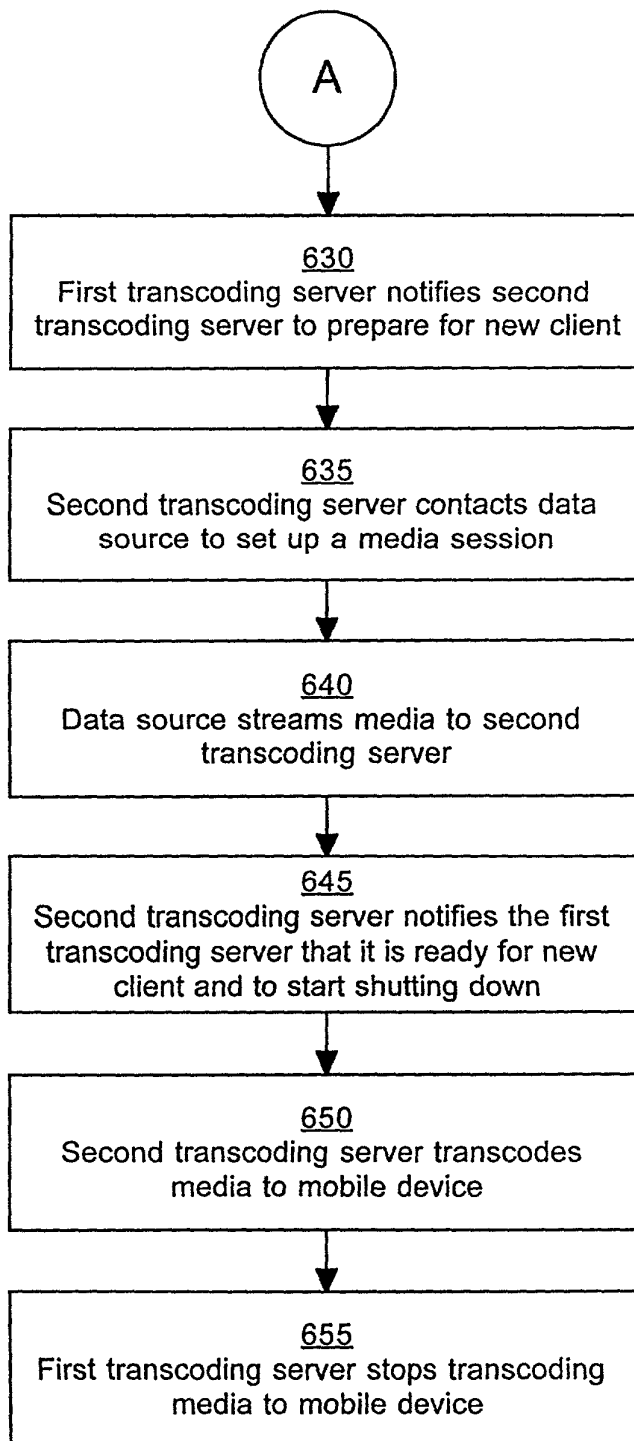 A
630
First transcoding server notifies second
transcoding server to prepare for new client
635
Second transcoding server contacts data
source to set up a media session
640
Data source streams media to second
transcoding server
645
Second transcoding server notifies the first
transcoding server that it is ready for new
client and to start shutting down
650
Second transcoding server transcodes
media to mobile device
655
First transcoding server stops transcoding
media to mobile device